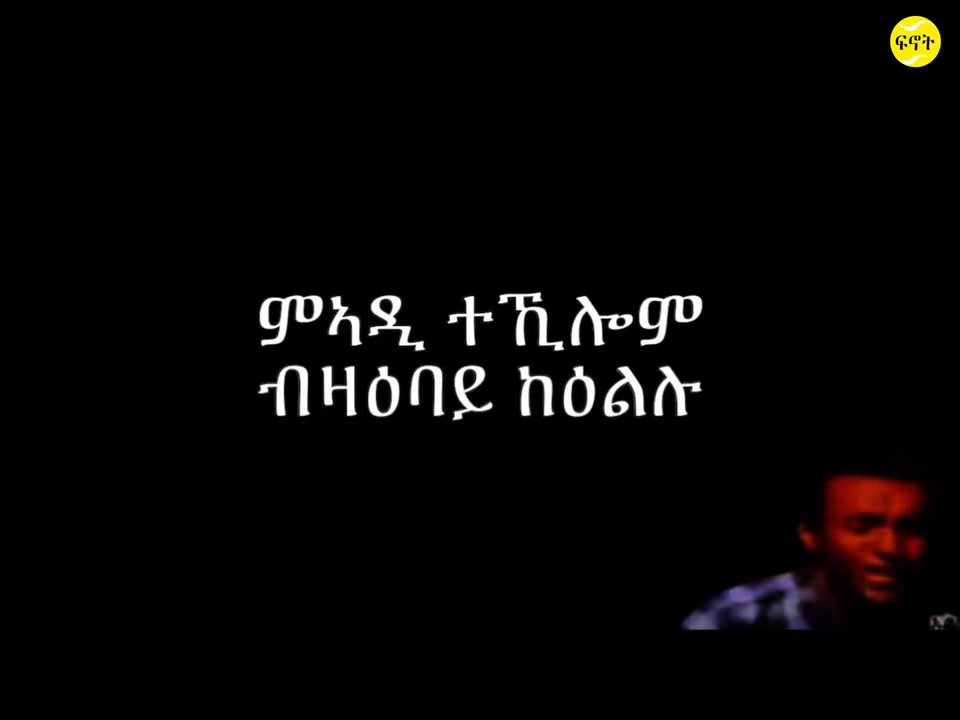 ፍኖት
ምኣዲ ተኺሎም
ብዛዕባይ ከዕልሉ